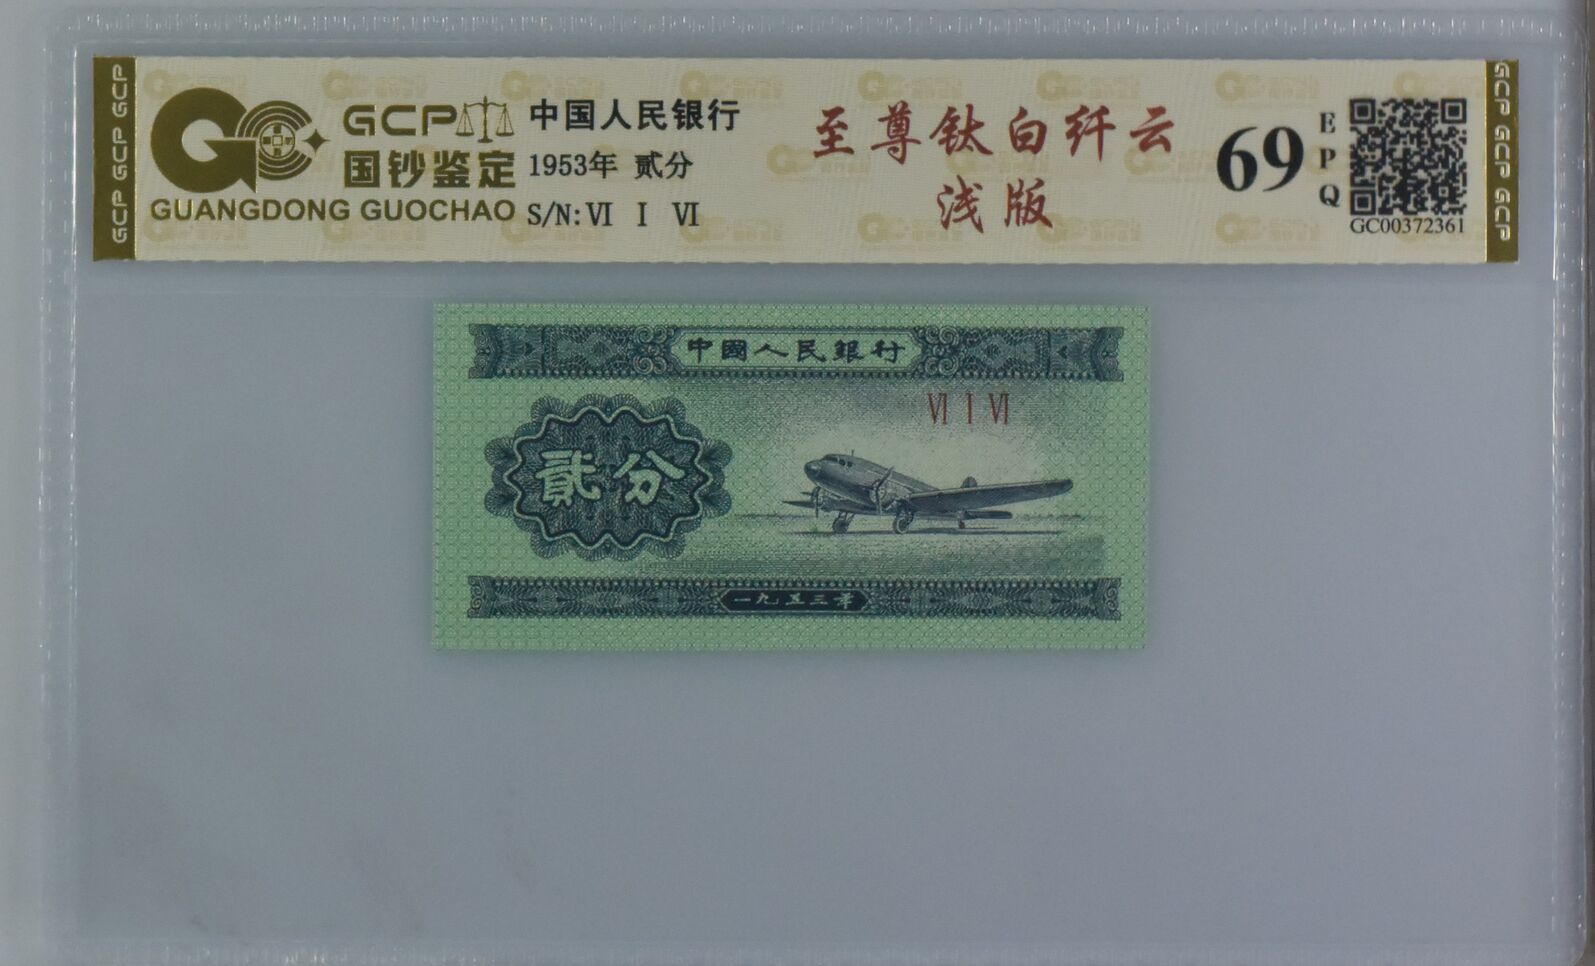 GCP GCP GCP
GCP
国钞鉴定
GUANGDONG GUOCHAO
中国人民银行
1953年 贰分
S/N: VI I VI
至尊钛白纤云
浅版
69
EPQ
GC00372361
GCP GCP GCP
中國人民銀行
VI I VI
貳分
一九五三年